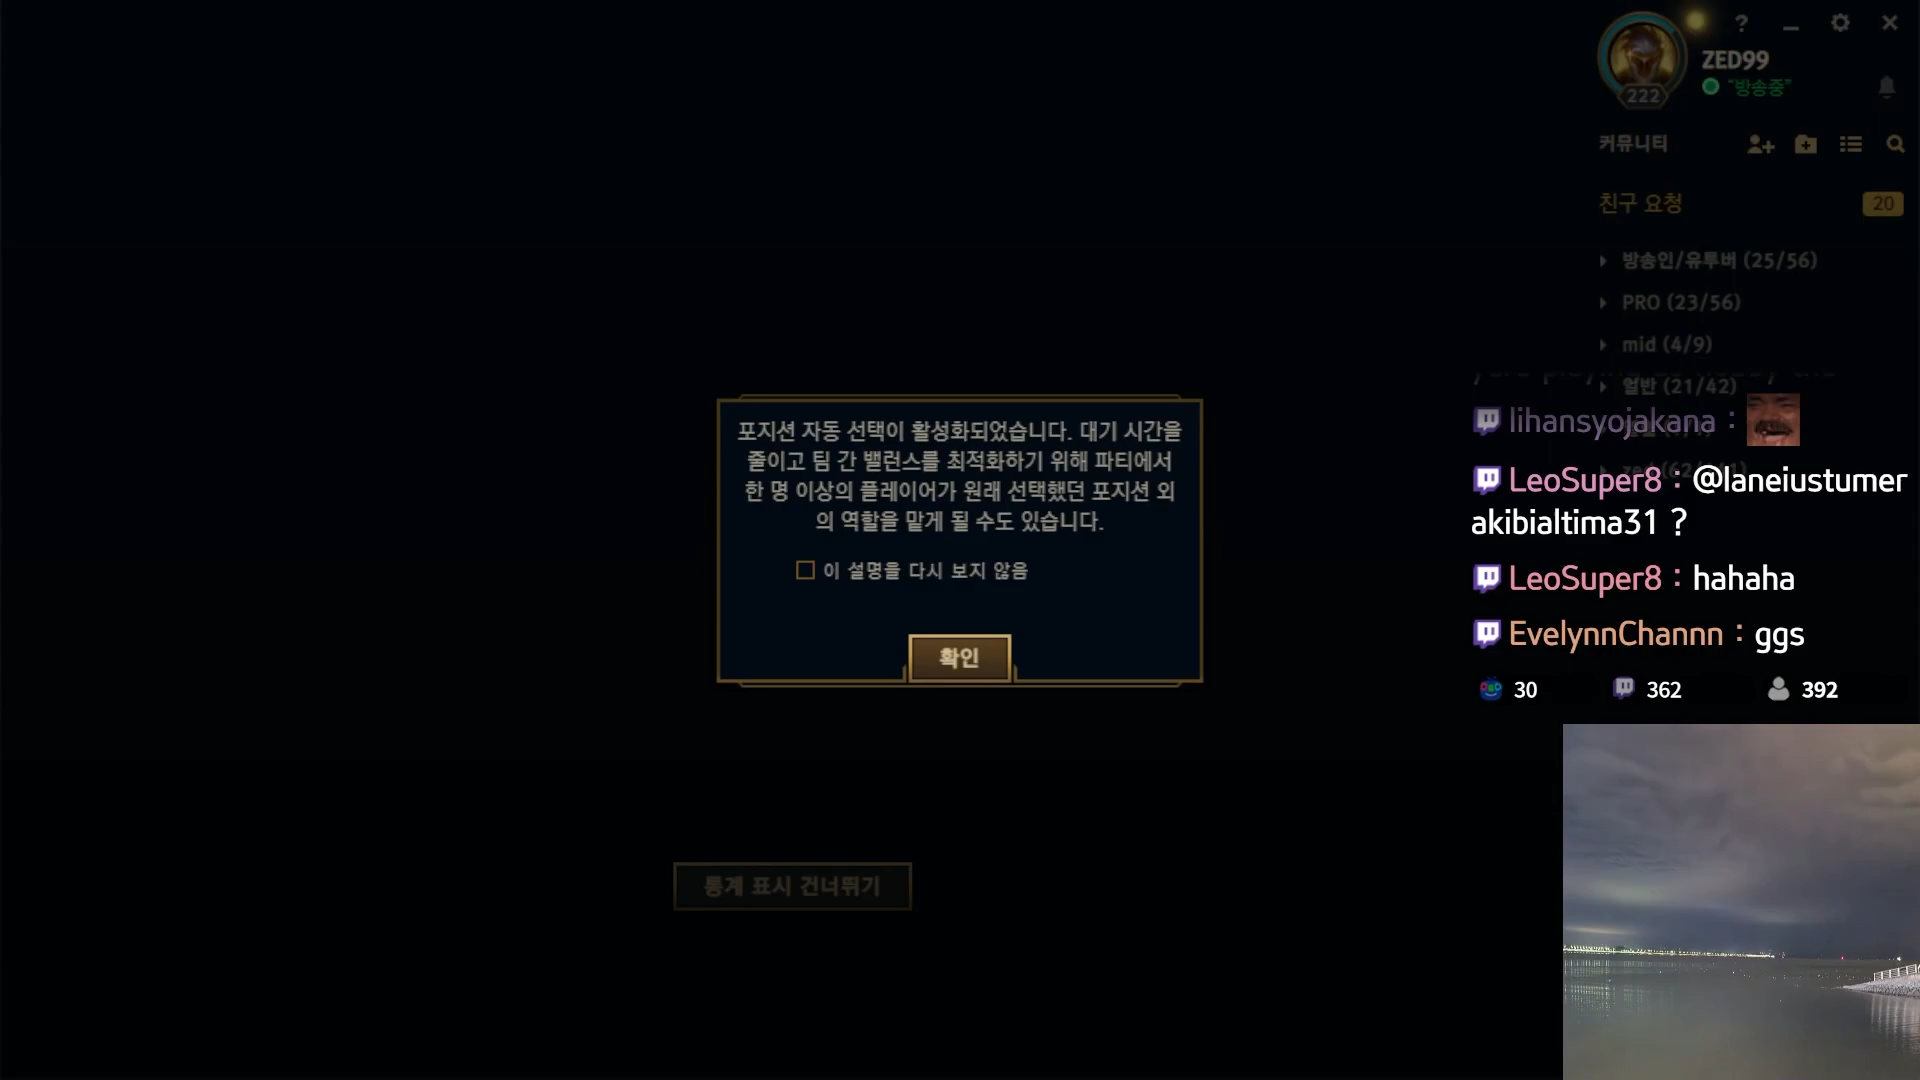 ?
ZED99
"방송중"
222
커뮤니티
친구 요청
20
방송인/유투버 (25/56)
PRO (23/56)
mid (4/9)
얼반 (21/42)
포지션 자동 선택이 활성화되었습니다. 대기 시간을
줄이고 팀 간 밸런스를 최적화하기 위해 파티에서
한 명 이상의 플레이어가 원래 선택했던 포지션 외
의 역할을 맡게 될 수도 있습니다.
이 설명을 다시 보지 않음
확인
통계 표시 건너뛰기
lihansyojakana :
LeoSuper8 : @laneiustumer
akibialtima31 ?
LeoSuper8 : hahaha
EvelynnChannn : ggs
30
362
392